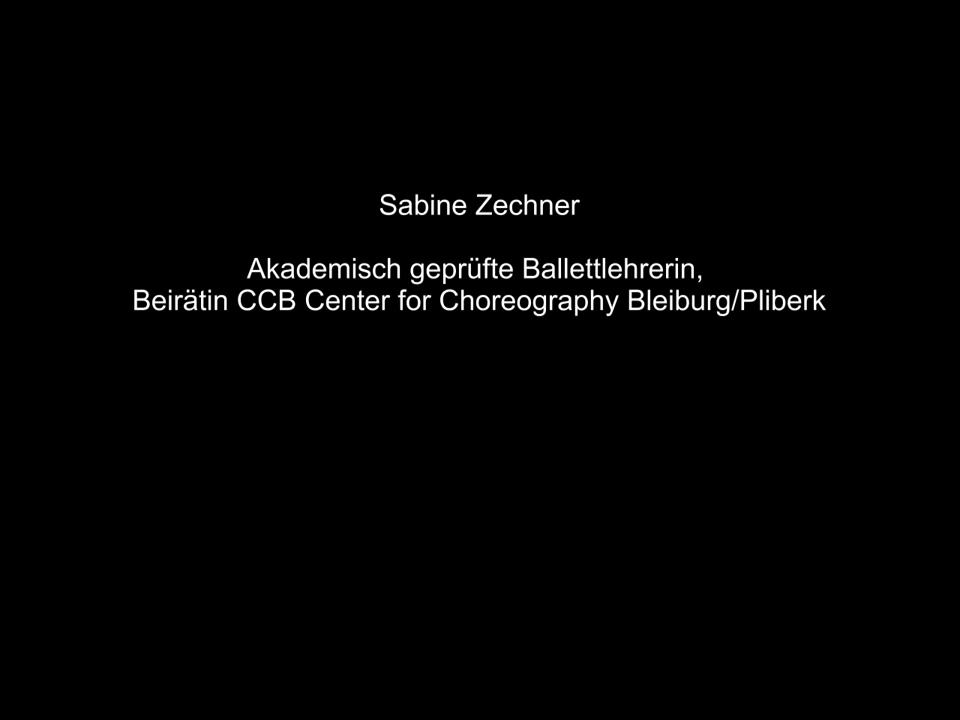 Sabine Zechner
Akademisch geprüfte Ballettlehrerin,
Beirätin CCB Center for Choreography Bleiburg/Pliberk